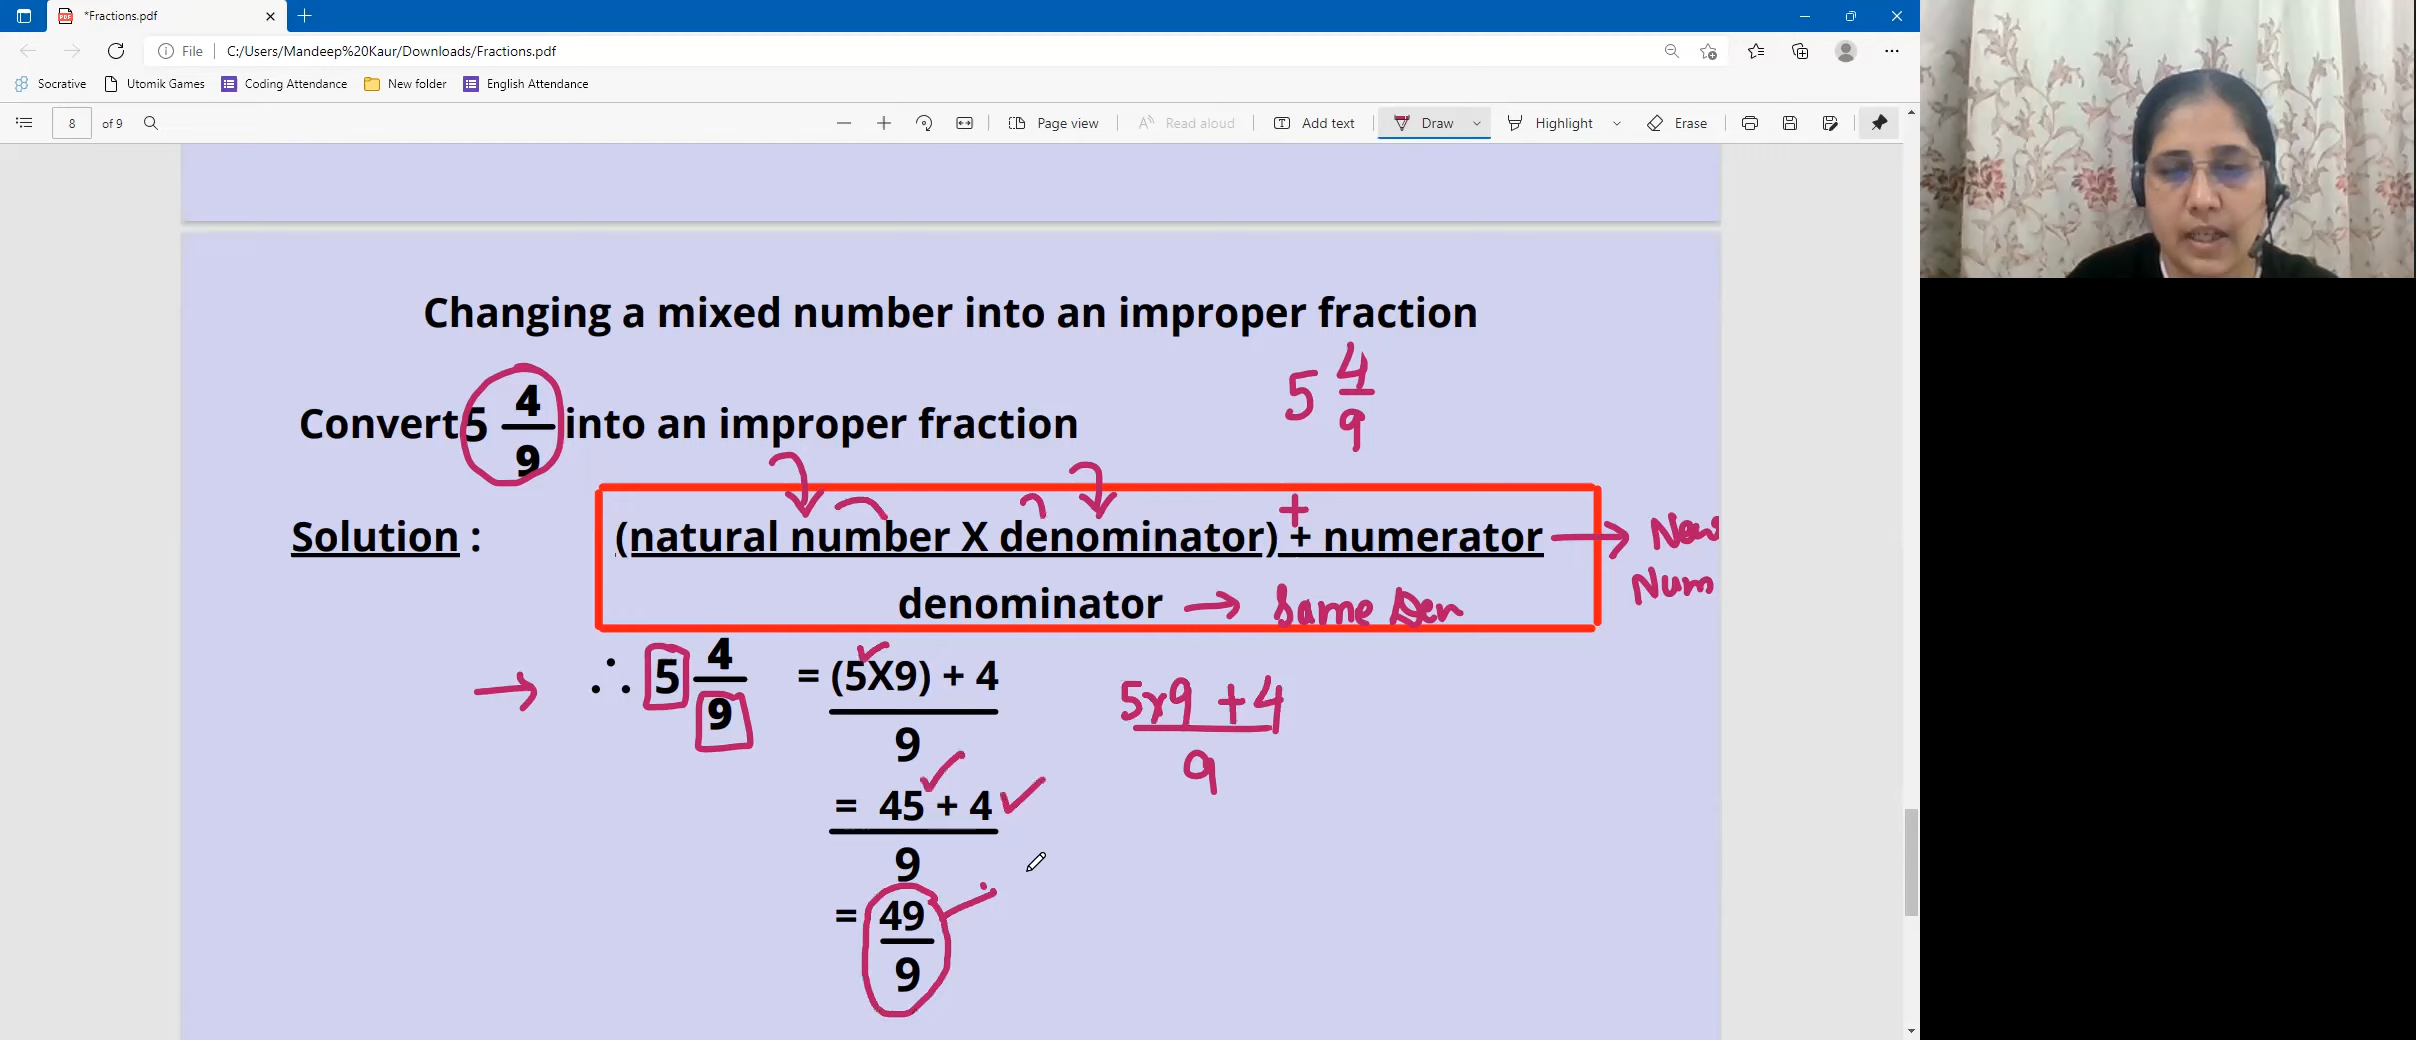 *Fractions.pdf
File
C:/Users/Mandeep%20Kaur/Downloads/Fractions.pdf
Socrative
Utomik Games
Coding Attendance
New folder
English Attendance
8 of 9
Page view
Read aloud
Add text
Draw
Highlight
Erase
Changing a mixed number into an improper fraction
5 4/9
Convert 5 4/9 into an improper fraction
Solution :
(natural number X denominator) + numerator → New
+
Num
denominator → Same Den
→ ∴ 5 4/9 = (5X9) + 4
9
5x9 + 4
9
= 45 + 4
9
= 49
9